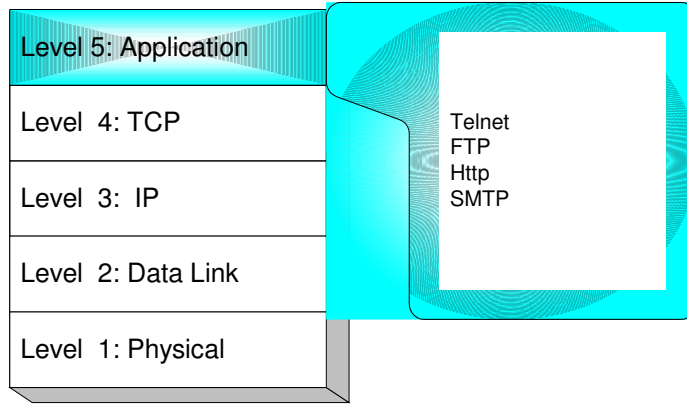 Level 5: Application
Level 4: TCP
Level 3: IP
Level 2: Data Link
Level 1: Physical
Telnet
FTP
Http
SMTP